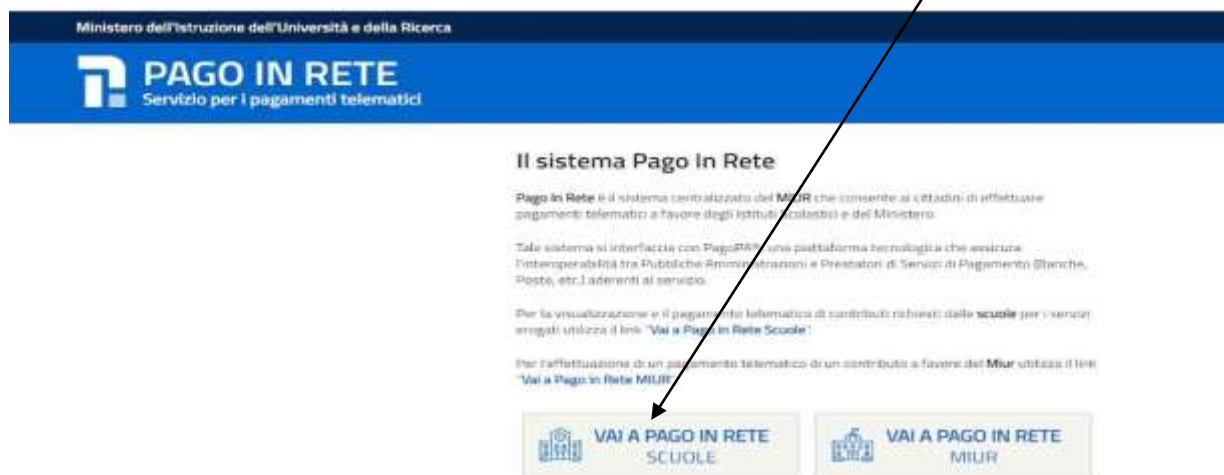 Ministero dell'Istruzione dell'Università e della Ricerca
PAGO IN RETE
Servizio per i pagamenti telematici
Il sistema Pago In Rete
Pago In Rete è il sistema centralizzato del MIUR che consente ai cittadini di effettuare
pagamenti telematici a favore degli Istituti Scolastici e del Ministero.
Tale sistema si interfaccia con PagoPA®, una piattaforma tecnologica che assicura
l'interoperabilità tra Pubbliche Amministrazioni e Prestatori di Servizi di Pagamento (Banche,
Poste, etc.) aderenti al servizio.
Per la visualizzazione e il pagamento telematico di contributi richiesti dalle scuole per i servizi
erogati utilizza il link "Vai a Pago in Rete Scuole".
Per l'effettuazione di un pagamento telematico di un contributo a favore del Miur utilizza il link
"Vai a Pago in Rete MIUR"
VAI A PAGO IN RETE
SCUOLE
VAI A PAGO IN RETE
MIUR